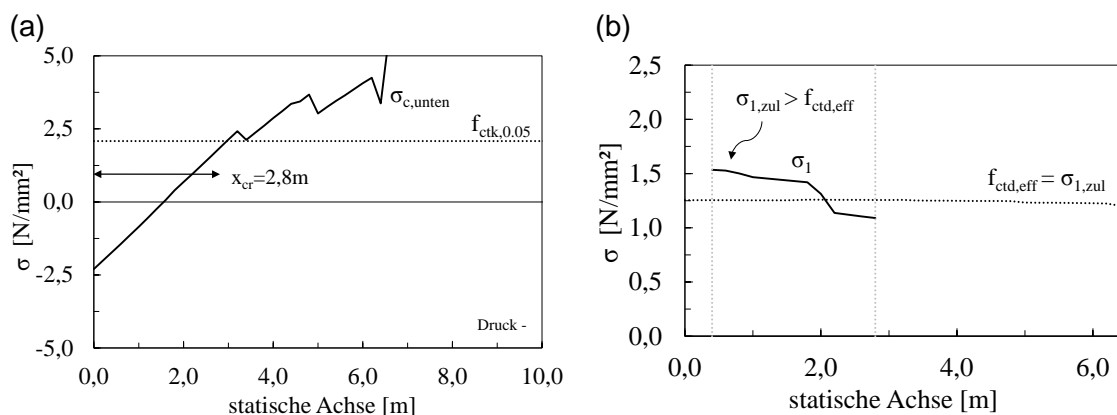 (a)
5,0
2,5
0,0
-2,5
-5,0
σ [N/mm²]
σc,unten
fctk,0.05
xcr=2,8m
Druck -
0,0 2,0 4,0 6,0 8,0 10,0
statische Achse [m]
(b)
2,5
2,0
1,5
1,0
0,5
0,0
σ [N/mm²]
σ1,zul > fctd,eff
σ1
fctd,eff = σ1,zul
0,0 2,0 4,0 6,0
statische Achse [m]